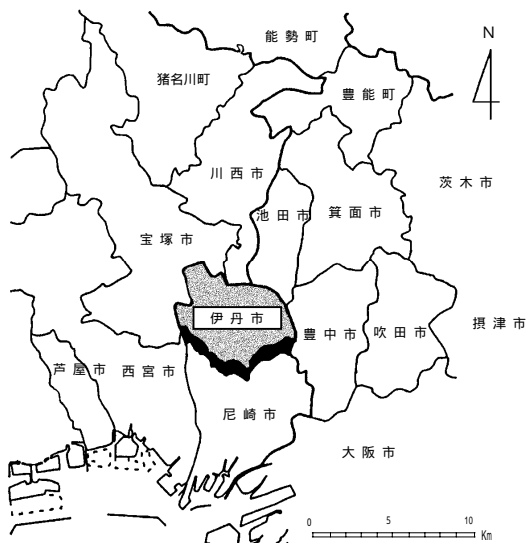 能勢町
N
猪名川町
豊能町
川西市
茨木市
池田市
箕面市
宝塚市
伊丹市
豊中市
吹田市
摂津市
芦屋市
西宮市
尼崎市
大阪市
0 5 10
Km